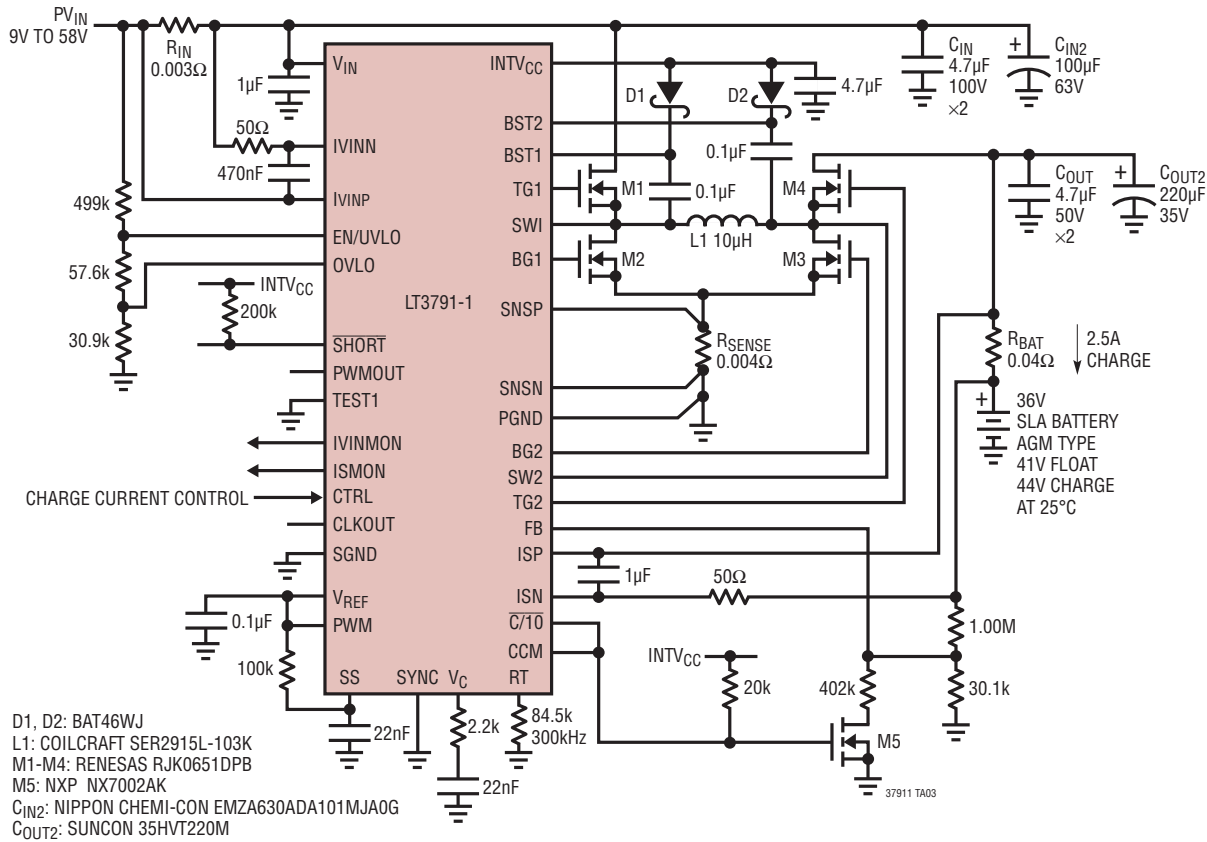 PVIN
9V TO 58V
RIN
0.003Ω
VIN
INTVCC
1µF
D1
D2
4.7µF
CIN
4.7µF
100V
×2
+
CIN2
100µF
63V
50Ω
IVINN
470nF
IVINP
BST2
BST1
0.1µF
0.1µF
TG1
M1
M4
COUT
4.7µF
50V
×2
+
COUT2
220µF
35V
499k
EN/UVLO
SWI
L1 10µH
57.6k
OVLO
BG1
M2
M3
INTVCC
200k
LT3791-1
SNSP
30.9k
SHORT
RSENSE
0.004Ω
RBAT
0.04Ω
2.5A
CHARGE
PWMOUT
SNSN
TEST1
PGND
+
36V
SLA BATTERY
AGM TYPE
41V FLOAT
44V CHARGE
AT 25°C
IVINMON
BG2
ISMON
SW2
CHARGE CURRENT CONTROL
CTRL
TG2
CLKOUT
FB
SGND
ISP
1µF
50Ω
VREF
ISN
0.1µF
PWM
C/10
1.00M
CCM
INTVCC
100k
SS
SYNC
VC
RT
20k
402k
30.1k
22nF
2.2k
84.5k
300kHz
M5
22nF
37911 TA03
D1, D2: BAT46WJ
L1: COILCRAFT SER2915L-103K
M1-M4: RENESAS RJK0651DPB
M5: NXP NX7002AK
CIN2: NIPPON CHEMI-CON EMZA630ADA101MJA0G
COUT2: SUNCON 35HVT220M